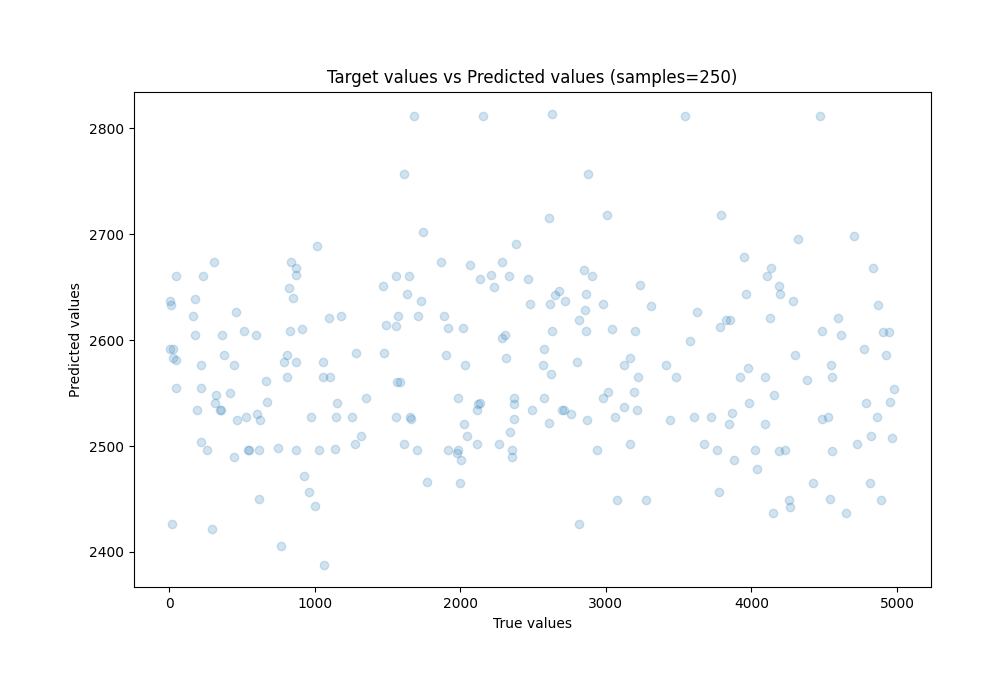 Target values vs Predicted values (samples=250)
2800
2700
2600
2500
2400
Predicted values
0 1000 2000 3000 4000 5000
True values